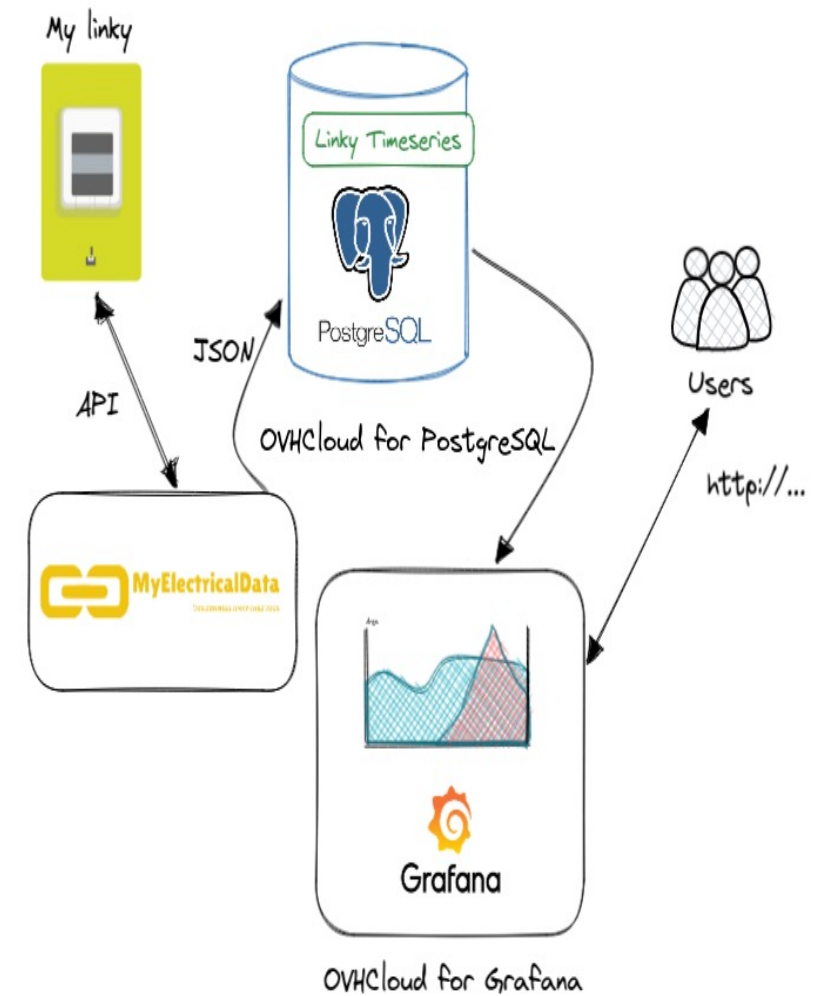 My linky
Linky Timeseries
PostgreSQL
JSON
API
Users
OVHCloud for PostgreSQL
http://...
MyElectricalData
Grafana
OVHCloud for Grafana